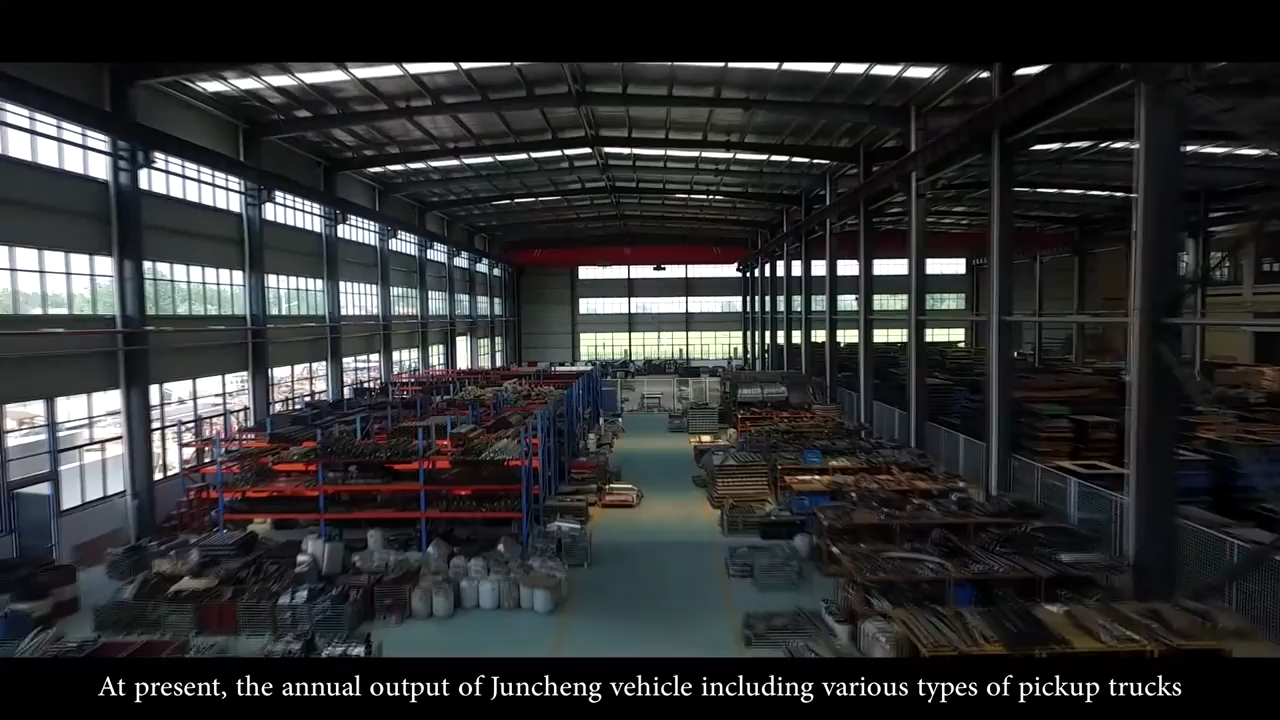 At present, the annual output of Juncheng vehicle including various types of pickup trucks